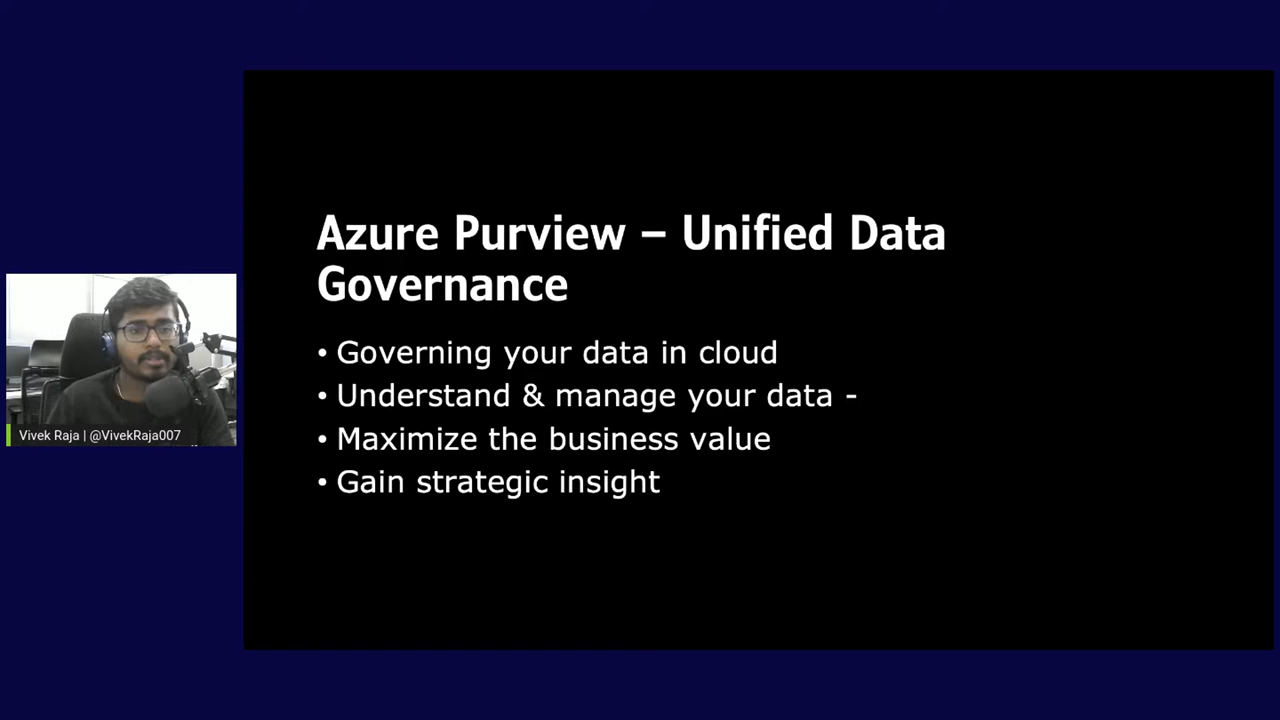 Azure Purview – Unified Data
Governance
• Governing your data in cloud
• Understand & manage your data -
• Maximize the business value
• Gain strategic insight
Vivek Raja | @VivekRaja007